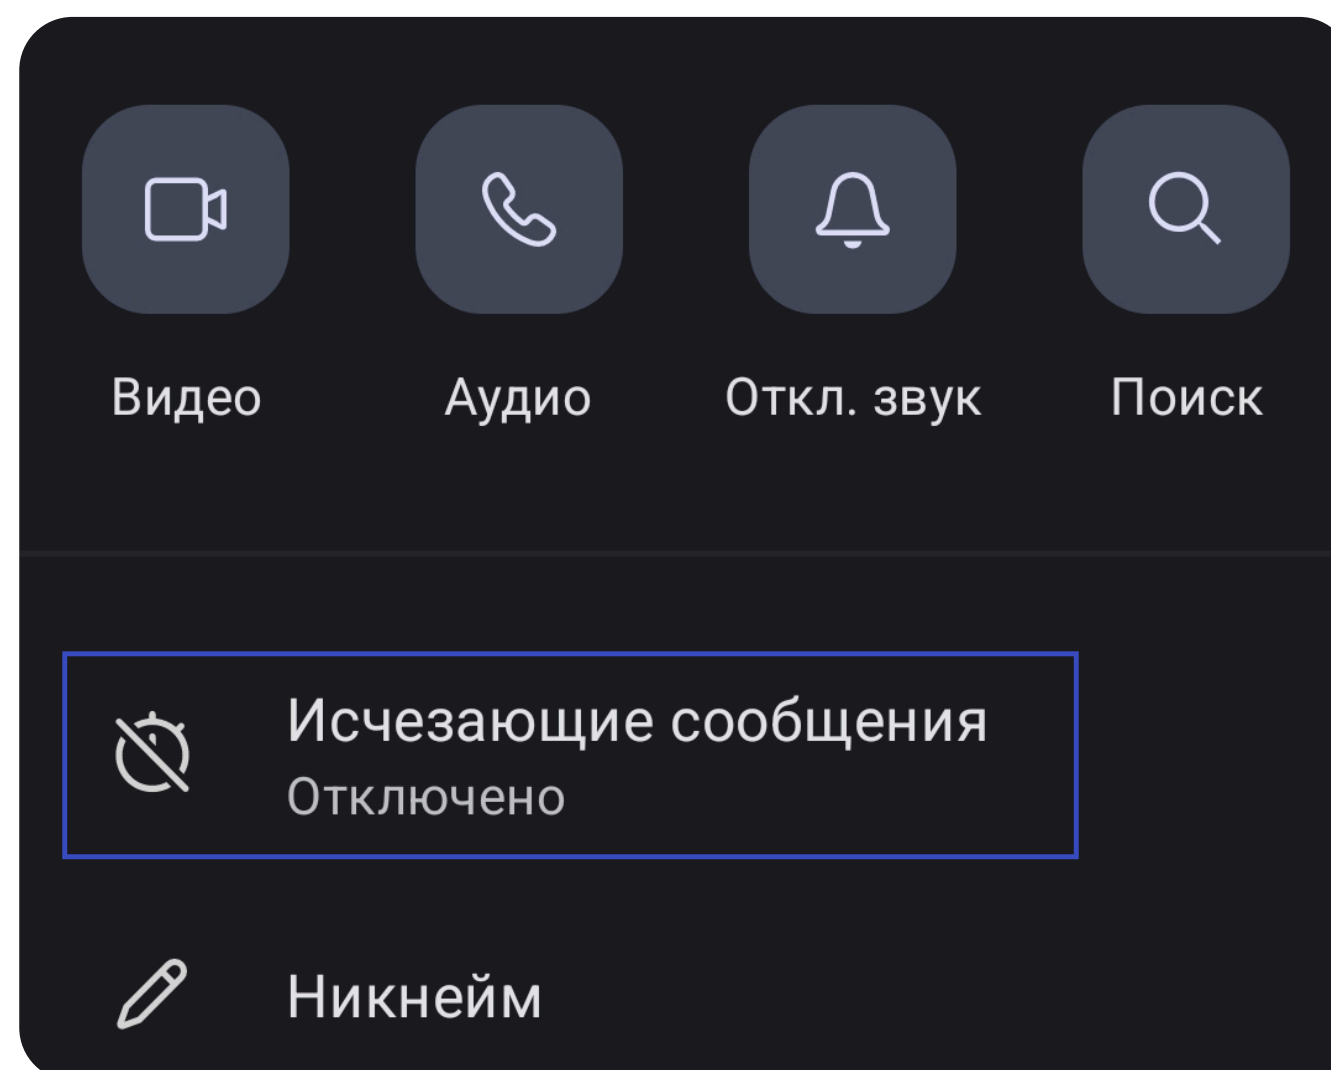 Видео
Аудио
Откл. звук
Поиск
Исчезающие сообщения
Отключено
Никнейм